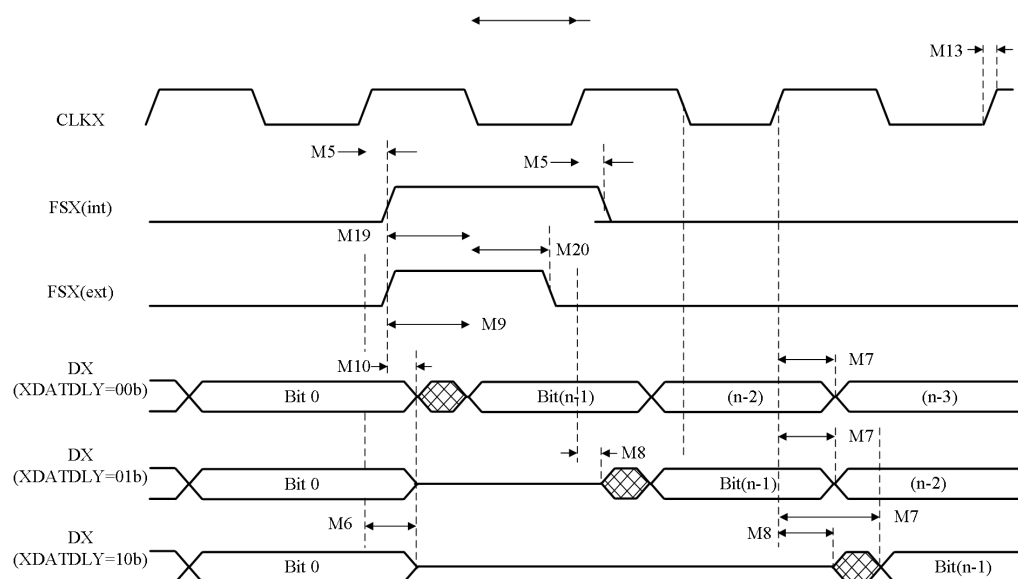 M13
CLKX
M5
M5
FSX(int)
M19
M20
FSX(ext)
M9
DX
(XDATDLY=00b)
M10
M7
Bit 0
Bit(n-1)
(n-2)
(n-3)
DX
(XDATDLY=01b)
M8
M7
Bit 0
Bit(n-1)
(n-2)
M6
M8
M7
DX
(XDATDLY=10b)
Bit 0
Bit(n-1)